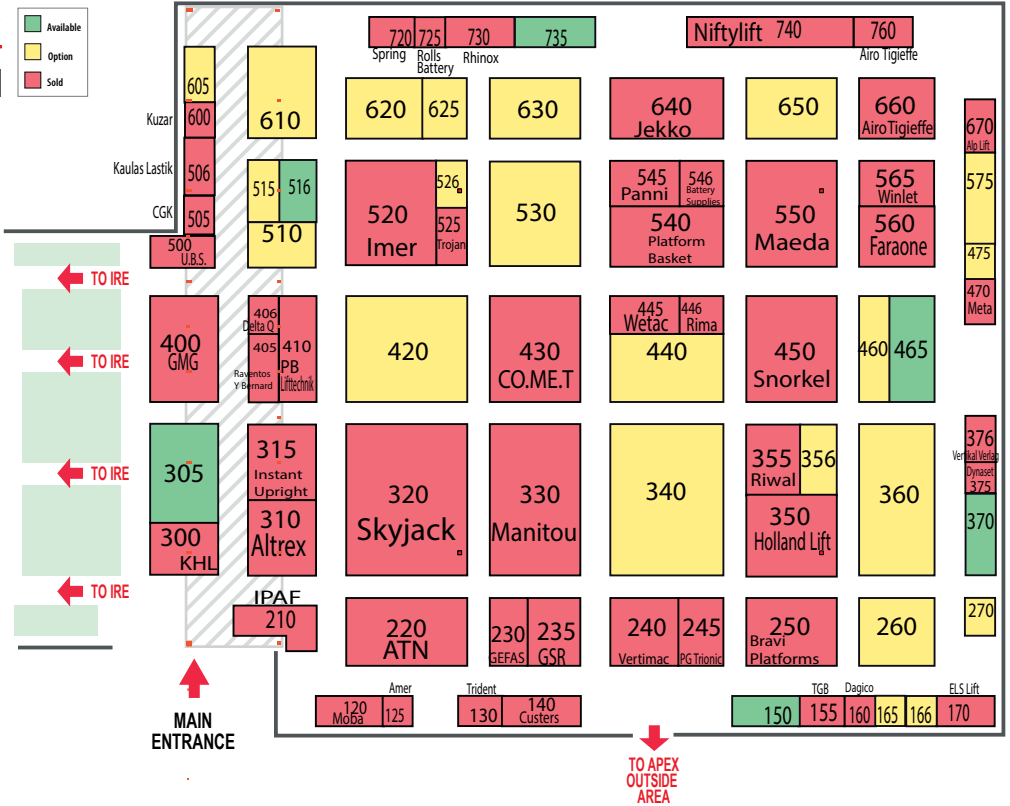 Available
Option
Sold
720 725 730 735
Spring Rolls Battery Rhinox
Niftylift 740 760
Airo Tigieffe
605
Kuzar 600
610
620 625 630
640
Jekko
650
660
AiroTigieffe
670
Alp Lift
Kaulas Lastik 506
515 516
526
520
Imer
525
Trojan
530
545
Panni
546
Battery
Supplies
550
Maeda
565
Winlet
575
CGK 505
510
540
Platform
Basket
560
Faraone
500
U.B.S.
475
TO IRE
470
Meta
400
GMG
406
Delta Q
405
Raventos
Y Bernard
410
PB
Lifttechnik
420
430
CO.ME.T
445
Wetac
446
Rima
440
450
Snorkel
460 465
TO IRE
305
315
Instant
Upright
320
Skyjack
330
Manitou
340
355
Riwal
356
360
376
Vertikal Verlag
Dynaset
375
TO IRE
300
KHL
310
Altrex
350
Holland Lift
370
TO IRE
IPAF
210
220
ATN
230
GEFAS
235
GSR
240
Vertimac
245
PG Trionic
250
Bravi
Platforms
260
270
Amer
120
Moba
125
Trident
130
140
Custers
TGB Dagico ELS Lift
150 155 160 165 166 170
MAIN
ENTRANCE
TO APEX
OUTSIDE
AREA